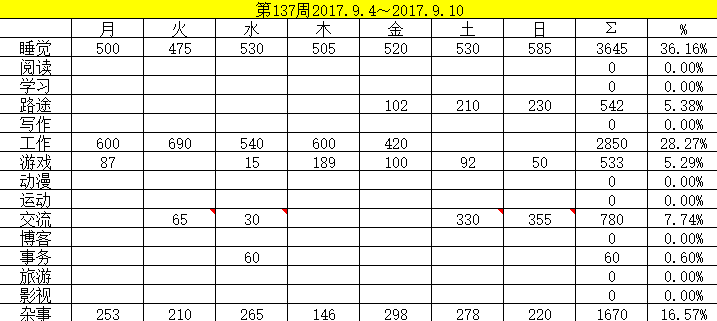 第137周2017.9.4～2017.9.10
月 火 水 木 金 土 日 Σ %
睡觉 500 475 530 505 520 530 585 3645 36.16%
阅读 0 0.00%
学习 0 0.00%
路途 102 210 230 542 5.38%
写作 0 0.00%
工作 600 690 540 600 420 2850 28.27%
游戏 87 15 189 100 92 50 533 5.29%
动漫 0 0.00%
运动 0 0.00%
交流 65 30 330 355 780 7.74%
博客 0 0.00%
事务 60 60 0.60%
旅游 0 0.00%
影视 0 0.00%
杂事 253 210 265 146 298 278 220 1670 16.57%